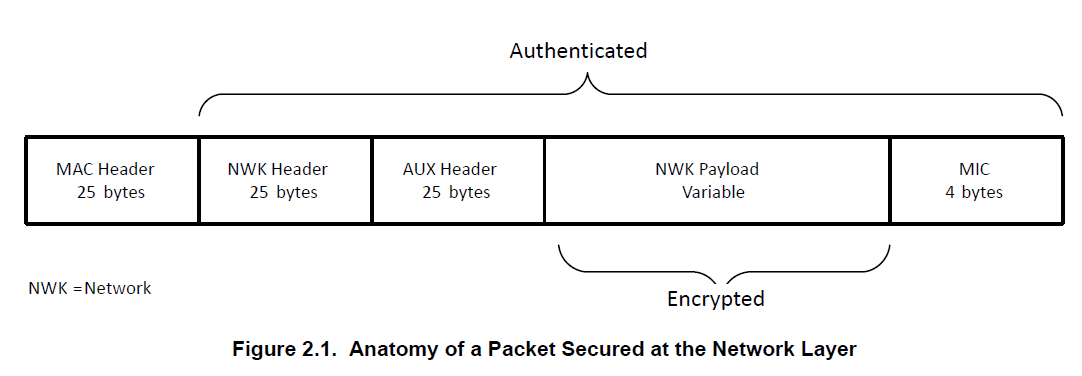 Authenticated
MAC Header
25 bytes
NWK Header
25 bytes
AUX Header
25 bytes
NWK Payload
Variable
MIC
4 bytes
NWK =Network
Encrypted
Figure 2.1. Anatomy of a Packet Secured at the Network Layer